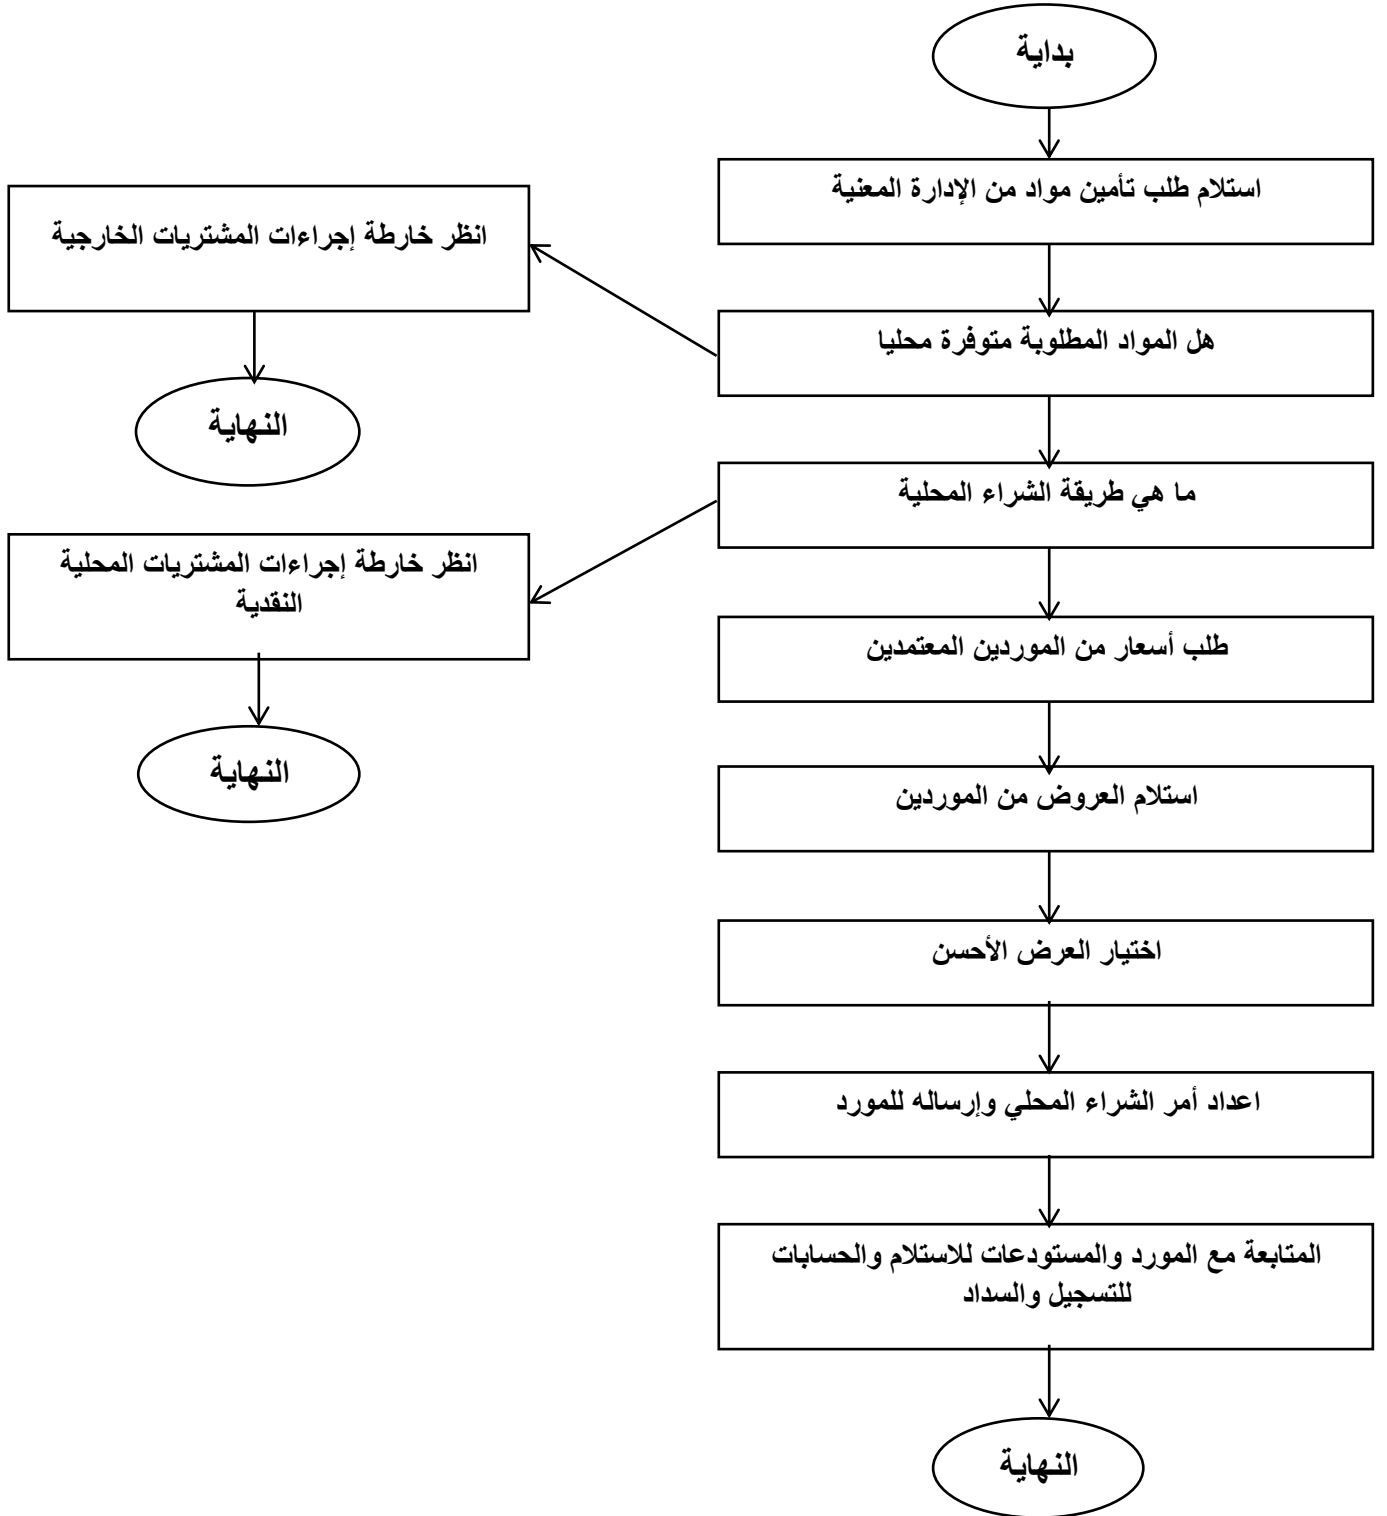 بداية
استلام طلب تأمين مواد من الإدارة المعنية
انظر خارطة إجراءات المشتريات الخارجية
هل المواد المطلوبة متوفرة محليا
النهاية
ما هي طريقة الشراء المحلية
انظر خارطة إجراءات المشتريات المحلية
النقدية
طلب أسعار من الموردين المعتمدين
النهاية
استلام العروض من الموردين
اختيار العرض الأحسن
اعداد أمر الشراء المحلي وإرساله للمورد
المتابعة مع المورد والمستودعات للاستلام والحسابات
للتسجيل والسداد
النهاية